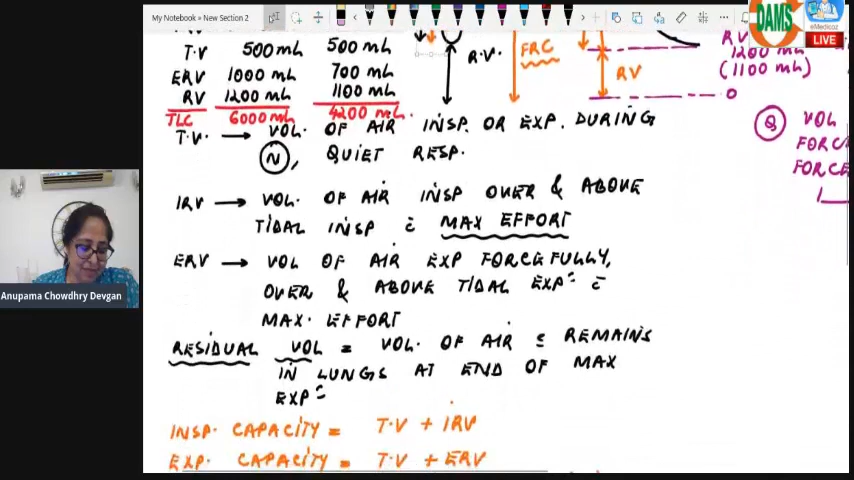 My Notebook > New Section 2
DAMS
eMedicoz
LIVE
T.V 500 mL 500 mL
ERV 1000 mL 700 mL
RV 1200 mL 1100 mL
TLC 6000 mL 4200 mL.
R.V.
FRC
RV
RV
1200 mL
(1100 mL)
0
T.V. → VOL. OF AIR INSP. OR EXP. DURING
(N), QUIET RESP.
Q VOL
FORC
FORCE
IRV → VOL. OF AIR INSP OVER & ABOVE
TIDAL INSP c̄ MAX EFFORT
ERV → VOL OF AIR EXP FORCEFULLY,
OVER & ABOVE TIDAL EXPⁿ c̄
MAX. EFFORT
RESIDUAL VOL = VOL. OF AIR c̄ REMAINS
IN LUNGS AT END OF MAX
EXPⁿ
INSP. CAPACITY = T.V + IRV
EXP. CAPACITY = T.V + ERV
Anupama Chowdhry Devgan